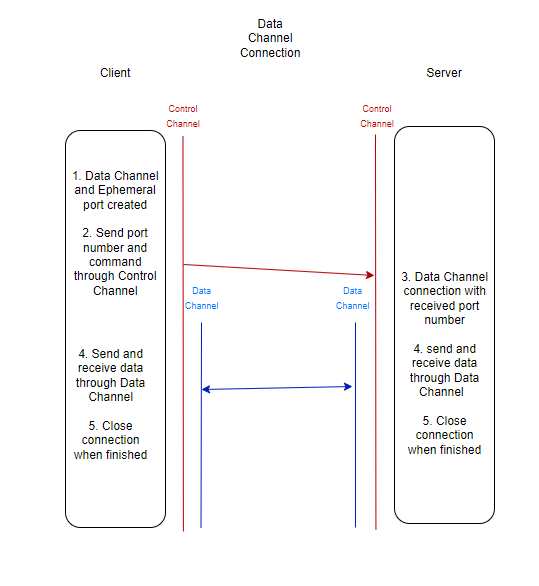 Data
Channel
Connection
Client
Server
Control
Channel
Control
Channel
1. Data Channel
and Ephemeral
port created
2. Send port
number and
command
through Control
Channel
3. Data Channel
connection with
received port
number
Data
Channel
Data
Channel
4. Send and
receive data
through Data
Channel
5. Close
connection
when finished
4. send and
receive data
through Data
Channel
5. Close
connection
when finished